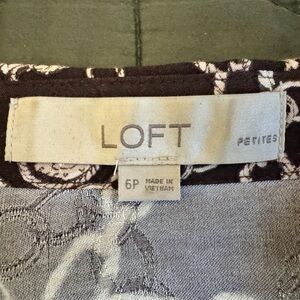 LOFT
PETITES
6P
MADE IN
VIETNAM